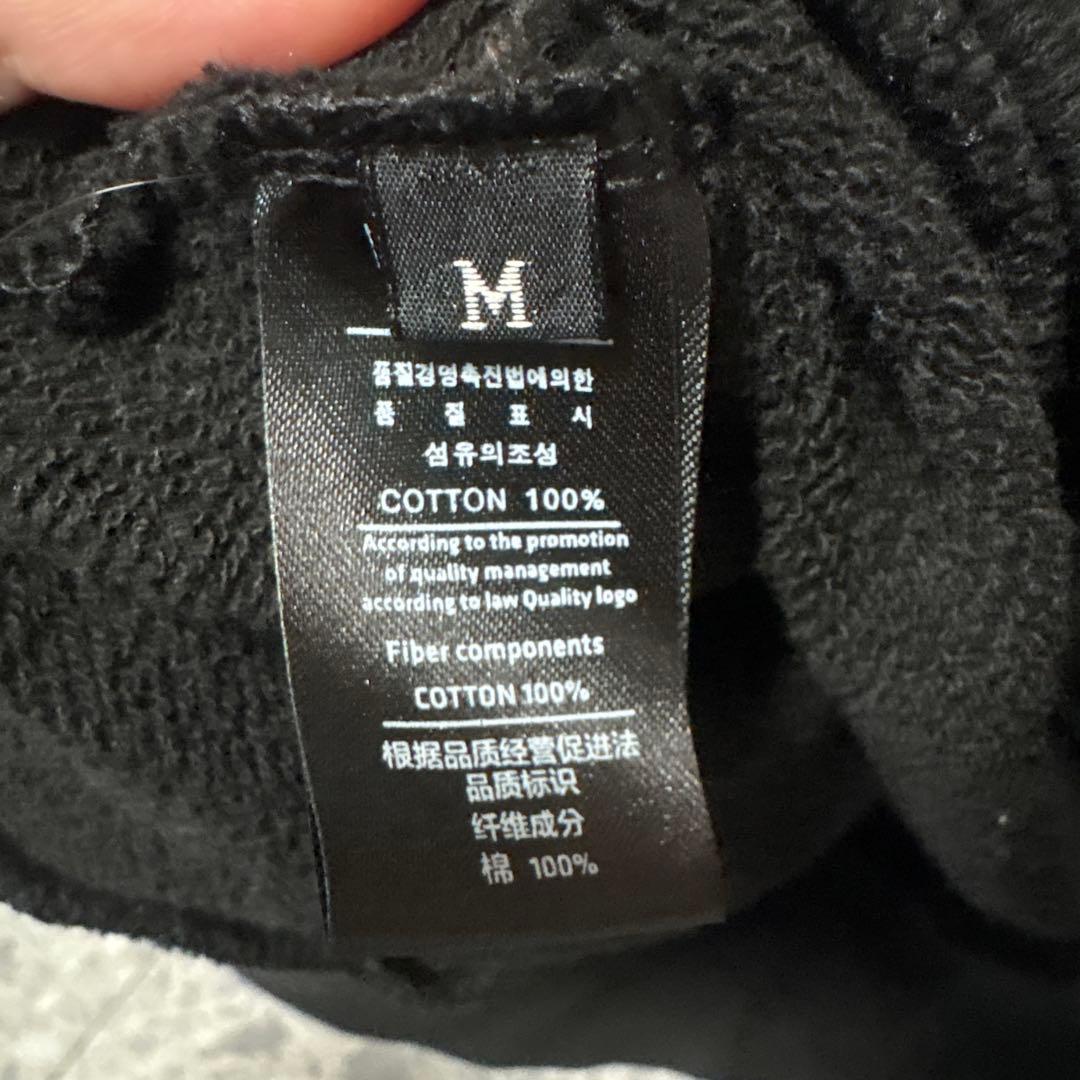 M
품질경영촉진법에의한
품 질 표 시
섬유의조성
COTTON 100%
According to the promotion
of quality management
according to law Quality logo
Fiber components
COTTON 100%
根据品质经营促进法
品质标识
纤维成分
棉 100%